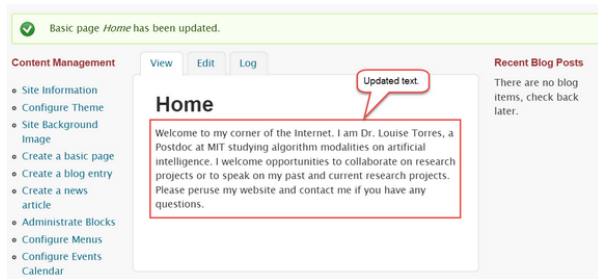 Basic page Home has been updated.
Content Management
Site Information
Configure Theme
Site Background
Image
Create a basic page
Create a blog entry
Create a news
article
Administrate Blocks
Configure Menus
Configure Events
Calendar
View Edit Log
Updated text.
Home
Welcome to my corner of the Internet. I am Dr. Louise Torres, a
Postdoc at MIT studying algorithm modalities on artificial
intelligence. I welcome opportunities to collaborate on research
projects or to speak on my past and current research projects.
Please peruse my website and contact me if you have any
questions.
Recent Blog Posts
There are no blog
items, check back
later.